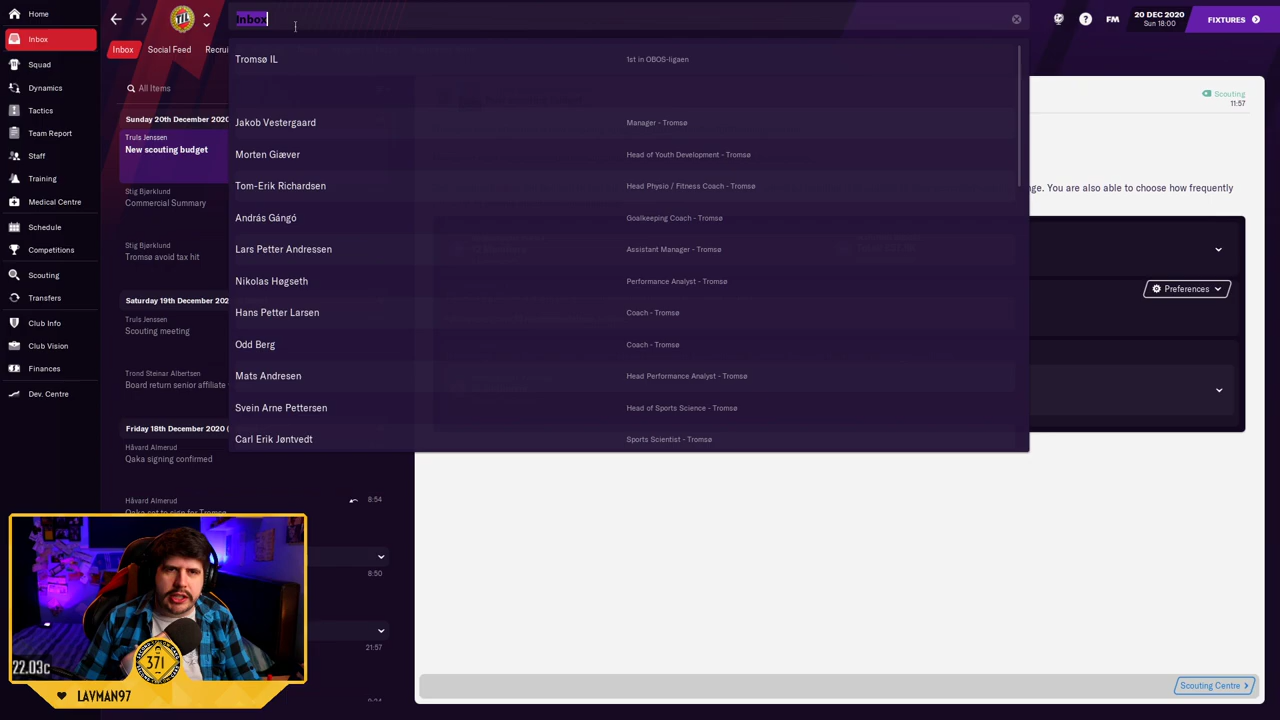 Home
Inbox
Squad
Dynamics
Tactics
Team Report
Staff
Training
Medical Centre
Schedule
Competitions
Scouting
Transfers
Club Info
Club Vision
Finances
Dev. Centre
TIL
Inbox
20 DEC 2020
Sun 18:00
FM
FIXTURES
Inbox Social Feed
All Items
Sunday 20th December 2020
Truls Jenssen
New scouting budget
Stig Bjørklund
Commercial Summary
Stig Bjørklund
Tromsø avoid tax hit
Saturday 19th December 202
Truls Jenssen
Scouting meeting
Trond Steinar Albertsen
Board return senior affiliate
Friday 18th December 2020 (
Håvard Almerud
Qaka signing confirmed
Håvard Almerud 8:54
Qaka set to sign for Tromsø
8:50
21:57
Tromsø IL 1st in OBOS-ligaen
Jakob Vestergaard Manager - Tromsø
Morten Giæver Head of Youth Development - Tromsø
Tom-Erik Richardsen Head Physio / Fitness Coach - Tromsø
András Gángó Goalkeeping Coach - Tromsø
Lars Petter Andressen Assistant Manager - Tromsø
Nikolas Høgseth Performance Analyst - Tromsø
Hans Petter Larsen Coach - Tromsø
Odd Berg Coach - Tromsø
Mats Andresen Head Performance Analyst - Tromsø
Svein Arne Pettersen Head of Sports Science - Tromsø
Carl Erik Jøntvedt Sports Scientist - Tromsø
Scouting
11:57
nge. You are also able to choose how frequently
Preferences
Scouting Centre
22.03c
371
LAVMAN97